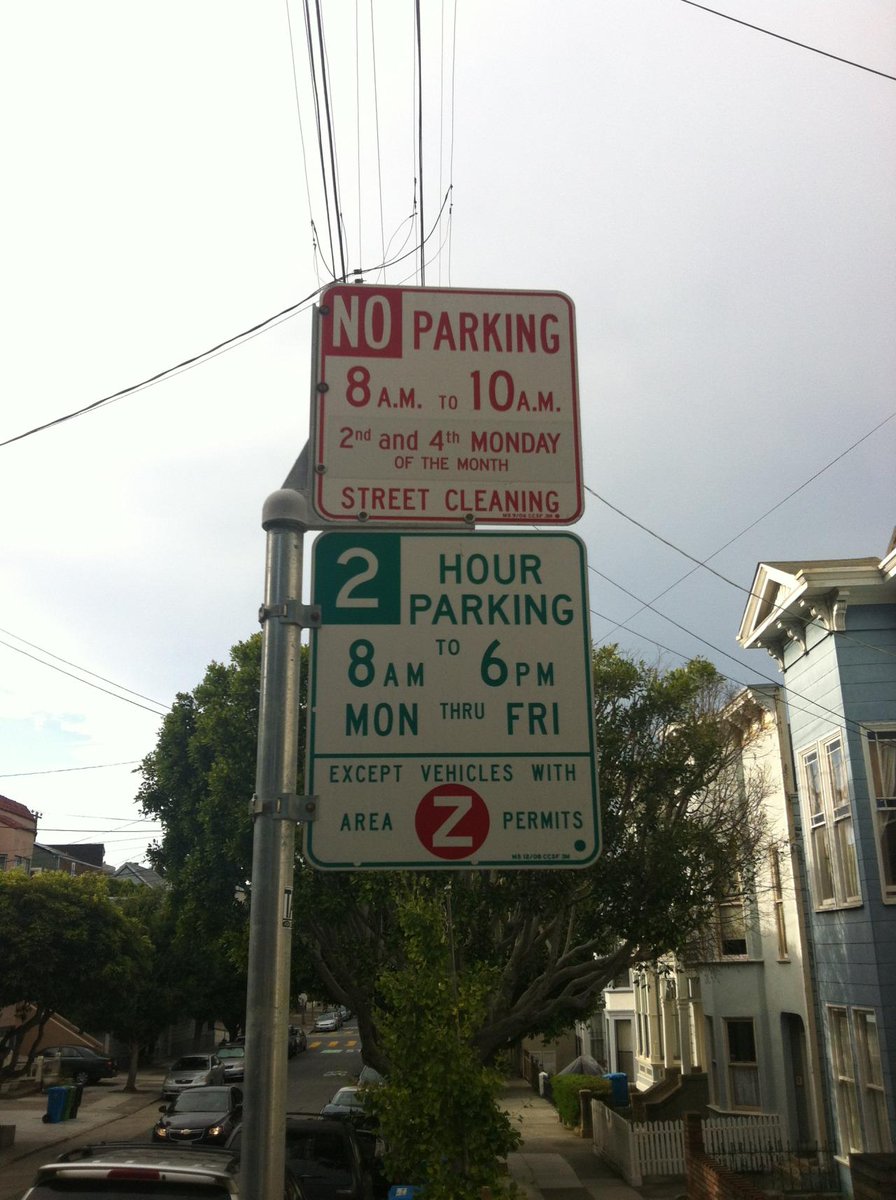 NO PARKING
8 A.M. TO 10 A.M.
2nd and 4th MONDAY
OF THE MONTH
STREET CLEANING
2 HOUR
PARKING
8 AM TO 6 PM
MON THRU FRI
EXCEPT VEHICLES WITH
AREA Z PERMITS